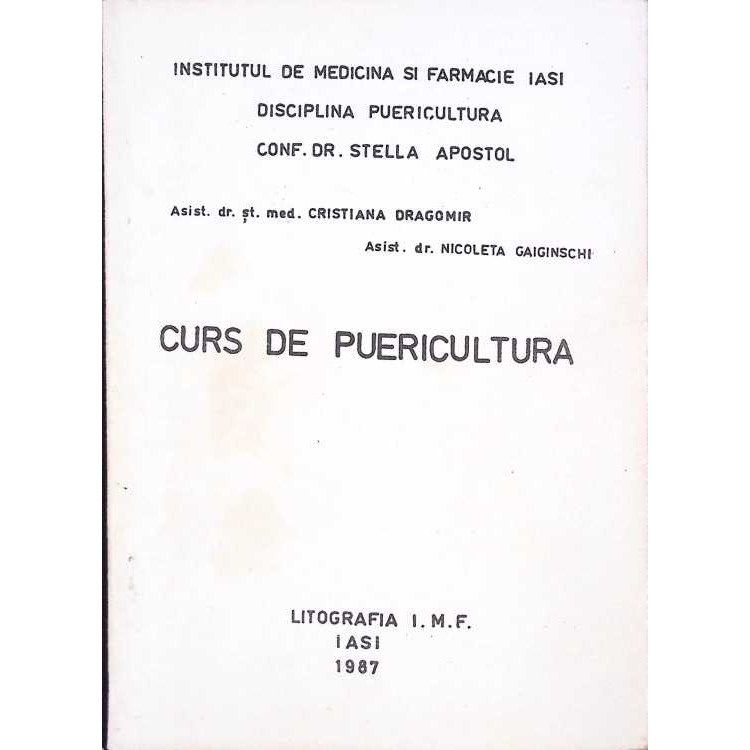 INSTITUTUL DE MEDICINA SI FARMACIE IASI
DISCIPLINA PUERICULTURA
CONF. DR. STELLA APOSTOL
Asist. dr. șt. med. CRISTIANA DRAGOMIR
Asist. dr. NICOLETA GAIGINSCHI
CURS DE PUERICULTURA
LITOGRAFIA I.M.F.
IASI
1987